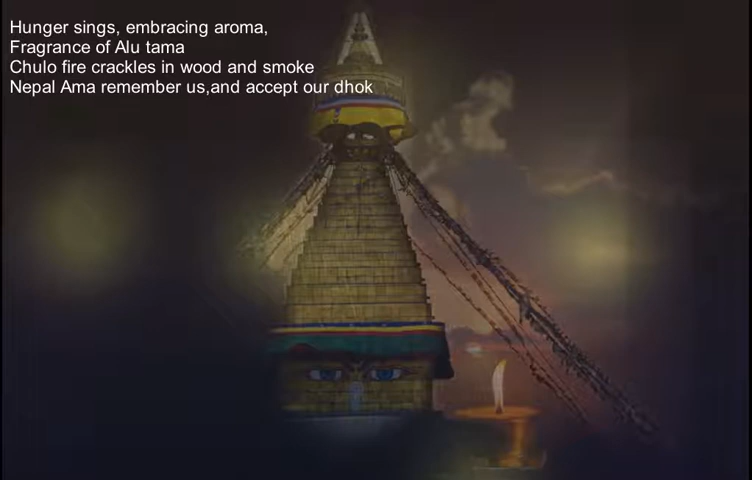 Hunger sings, embracing aroma,
Fragrance of Alu tama
Chulo fire crackles in wood and smoke
Nepal Ama remember us,and accept our dhok